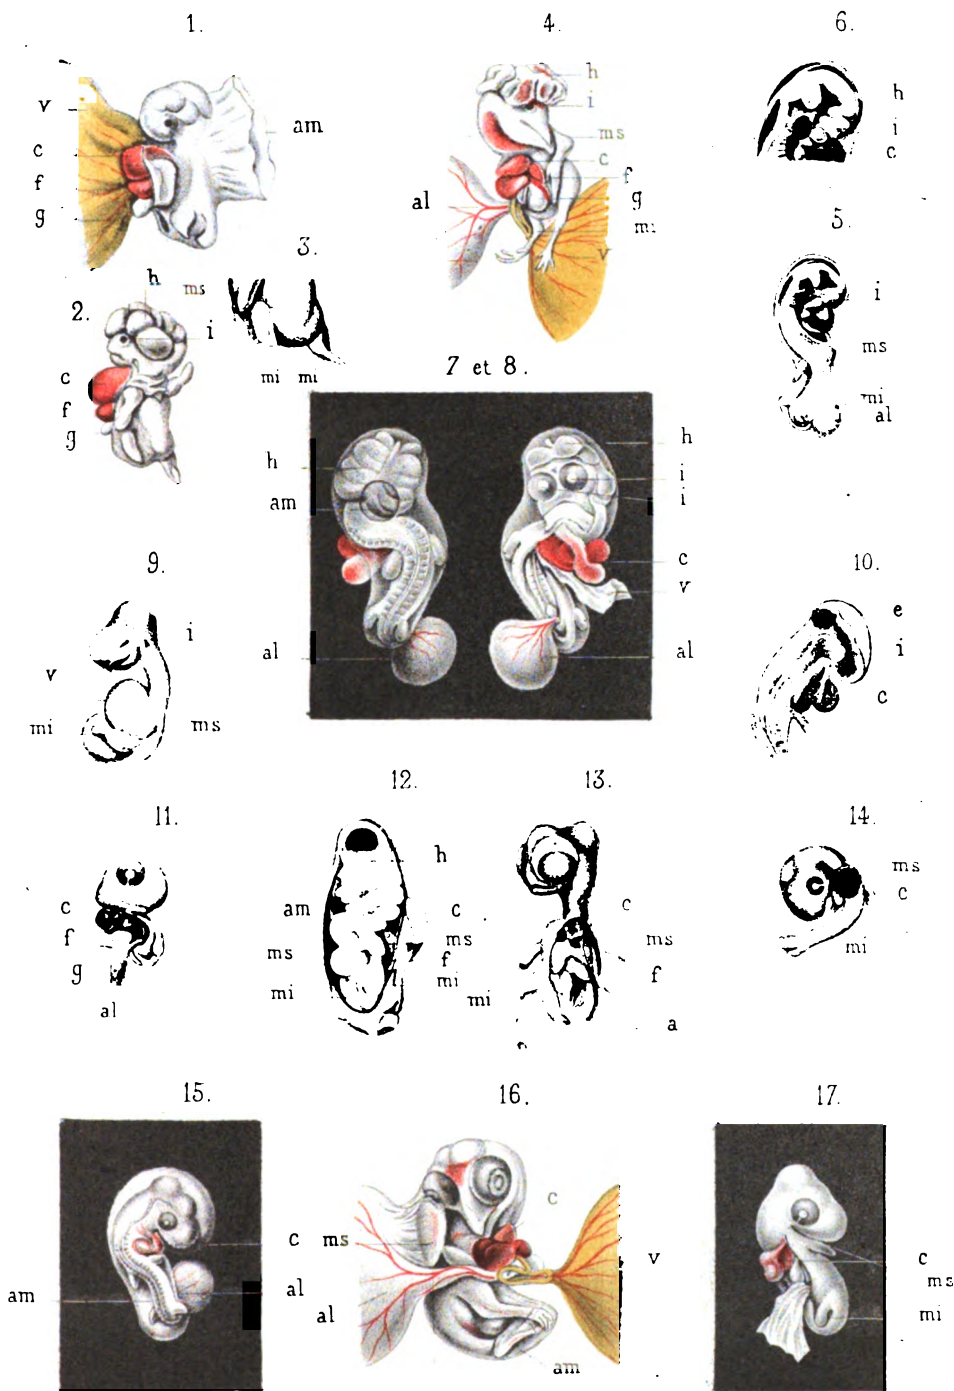 1.
v
c
f
g
am
4.
h
i
ms
c
f
g
mi
v
al
6.
h
i
c
5.
i
ms
mi
al
2.
h ms
i
c
f
g
3.
mi mi
7 et 8.
h
am
al
h
i
i
c
v
al
9.
i
v
mi
ms
10.
e
i
c
11.
c
f
g
al
12.
h
am
ms
mi
c
ms
f
mi
13.
c
ms
f
mi
a
14.
ms
c
mi
15.
c
al
am
16.
c
ms
al
v
am
17.
c
ms
mi